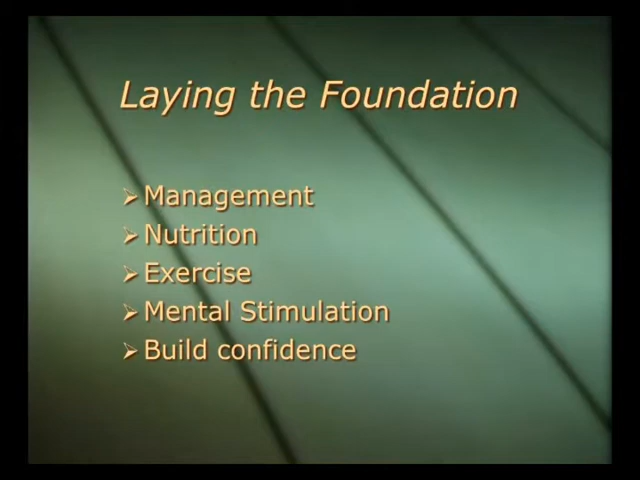 Laying the Foundation
Management
Nutrition
Exercise
Mental Stimulation
Build confidence